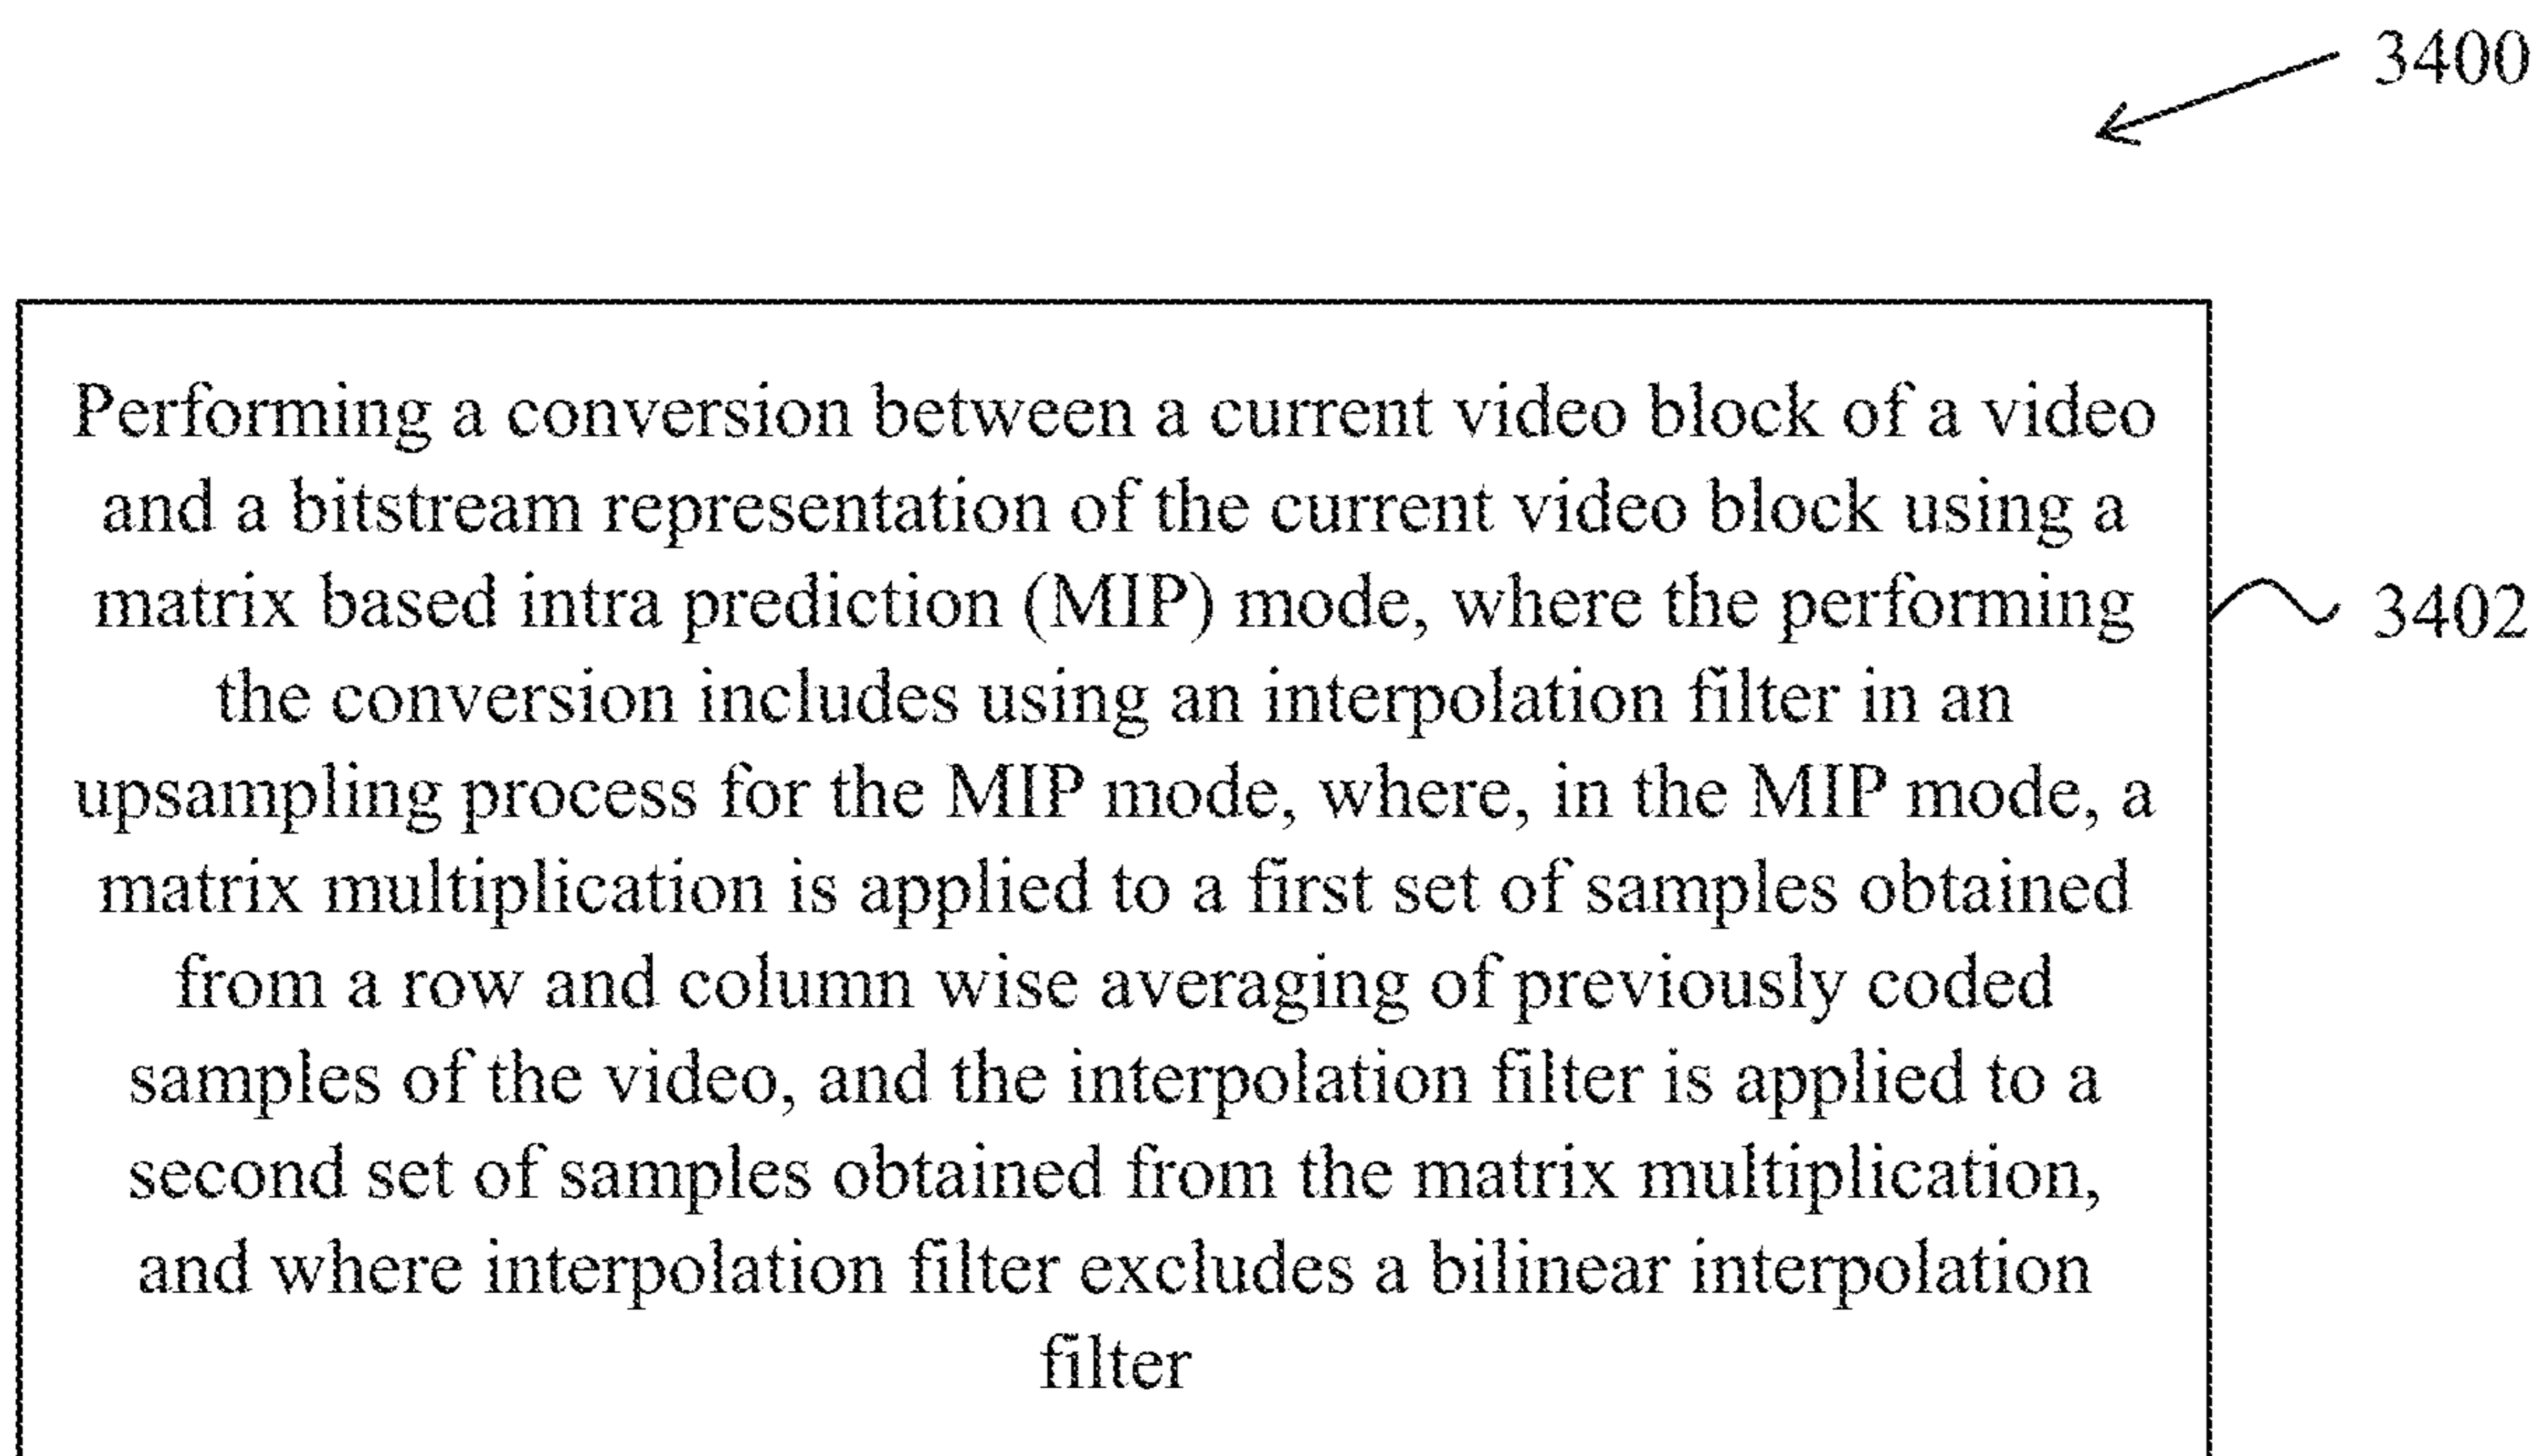 3400
Performing a conversion between a current video block of a video
and a bitstream representation of the current video block using a
matrix based intra prediction (MIP) mode, where the performing
3402
the conversion includes using an interpolation filter in an
upsampling process for the MIP mode, where, in the MIP mode, a
matrix multiplication is applied to a first set of samples obtained
from a row and column wise averaging of previously coded
samples of the video, and the interpolation filter is applied to a
second set of samples obtained from the matrix multiplication,
and where interpolation filter excludes a bilinear interpolation
filter